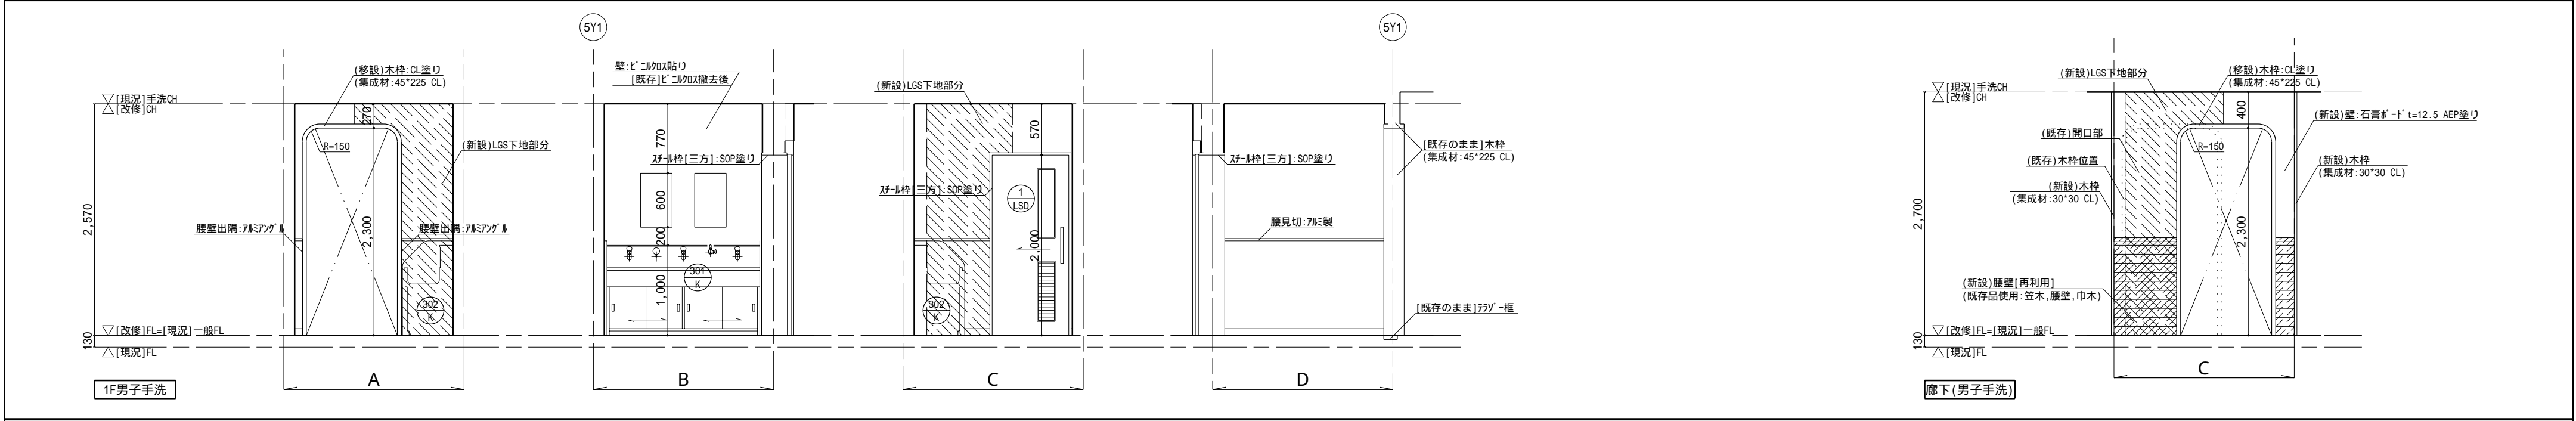 5Y1
5Y1
(移設)木枠:CL塗り
(集成材:45*225 CL)
[現況]手洗CH
[改修]CH
270
R=150
(新設)LGS下地部分
2,570
2,300
腰壁出隅:アルミアングル
腰壁出隅:アルミアングル
302
K
[改修]FL=[現況]一般FL
130
[現況]FL
A
1F男子手洗
壁:ビニルクロス貼り
[既存]ビニルクロス撤去後
770
スチール枠[三方]:SOP塗り
600
200
301
K
1,000
B
(新設)LGS下地部分
570
スチール枠[三方]:SOP塗り
1
LSD
2,000
302
K
C
スチール枠[三方]:SOP塗り
[既存のまま]木枠
(集成材:45*225 CL)
腰見切:アルミ製
[既存のまま]テラゾー框
D
(新設)LGS下地部分
(移設)木枠:CL塗り
(集成材:45*225 CL)
[現況]手洗CH
[改修]CH
400
(新設)壁:石膏ボード t=12.5 AEP塗り
(既存)開口部
R=150
(既存)木枠位置
(新設)木枠
(集成材:30*30 CL)
(新設)木枠
(集成材:30*30 CL)
2,700
2,300
(新設)腰壁[再利用]
(既存品使用:笠木,腰壁,巾木)
[改修]FL=[現況]一般FL
130
[現況]FL
C
廊下(男子手洗)